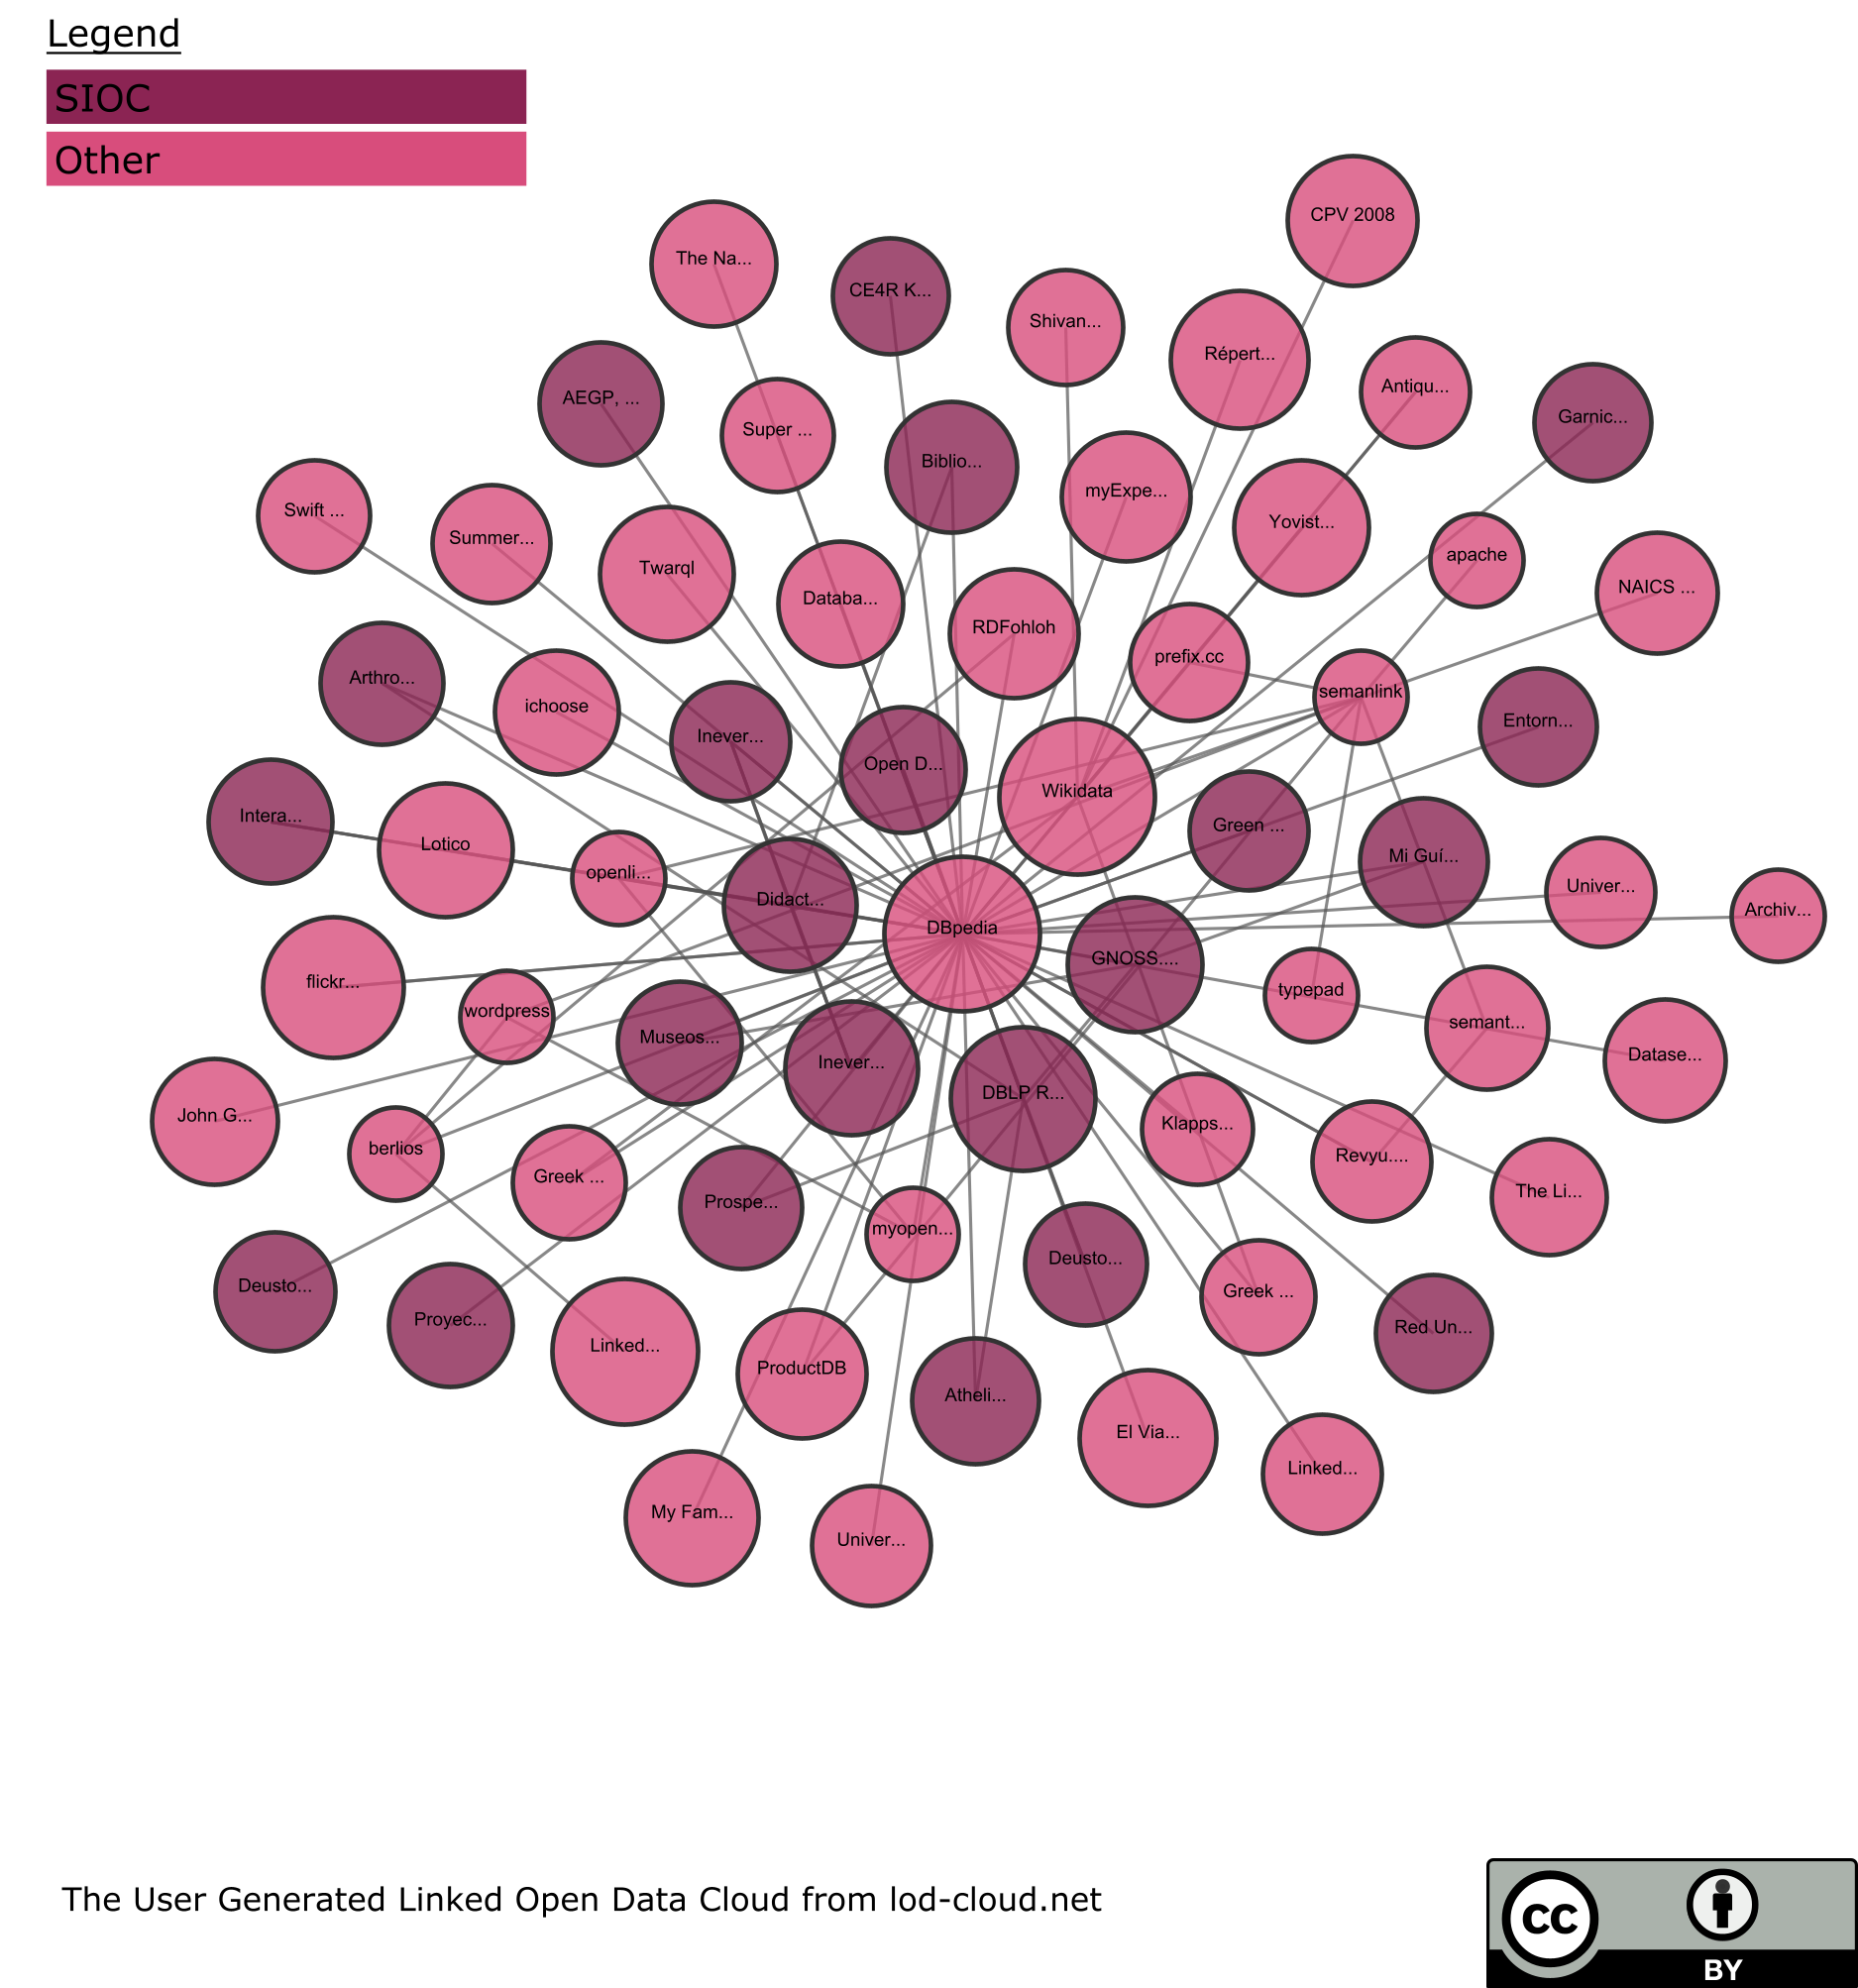 Legend
SIOC
Other
CPV 2008
The Na...
CE4R K...
Shivan...
Répert...
Antiqu...
AEGP, ...
Garnic...
Super ...
Biblio...
myExpe...
Swift ...
Yovist...
Summer...
apache
Twarql
NAICS ...
Databa...
RDFohloh
prefix.cc
Arthro...
semanlink
ichoose
Entorn...
Inever...
Open D...
Wikidata
Intera...
Green ...
Lotico
Mi Guí...
openli...
Univer...
Didact...
Archiv...
DBpedia
GNOSS....
flickr...
typepad
wordpress
semant...
Museos...
Datase...
Inever...
DBLP R...
John G...
Klapps...
berlios
Revyu....
Greek ...
The Li...
Prospe...
myopen...
Deusto...
Deusto...
Greek ...
Proyec...
Red Un...
Linked...
ProductDB
Atheli...
El Via...
Linked...
My Fam...
Univer...
The User Generated Linked Open Data Cloud from lod-cloud.net
cc
BY